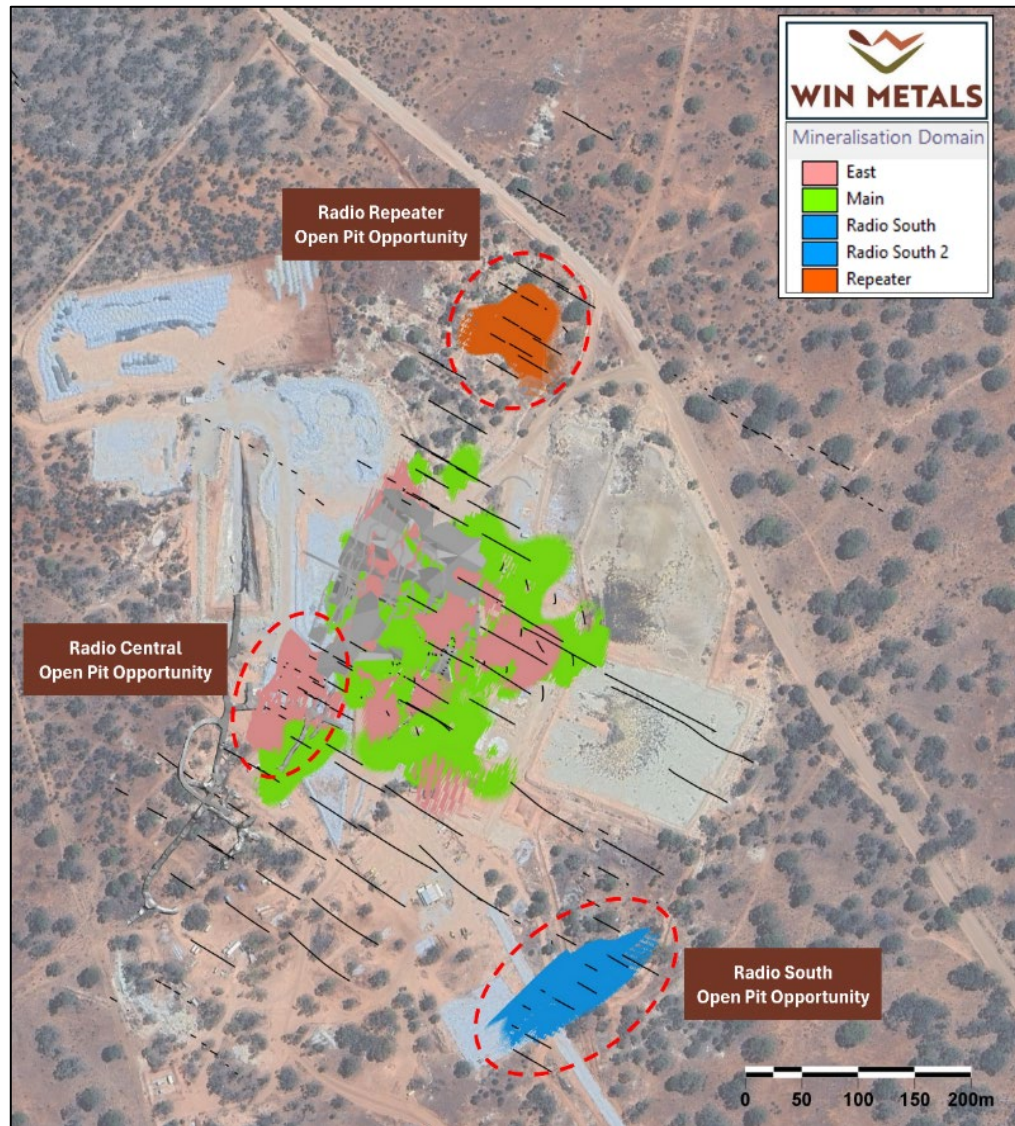 WIN METALS
Mineralisation Domain
East
Main
Radio South
Radio South 2
Repeater
Radio Repeater
Open Pit Opportunity
Radio Central
Open Pit Opportunity
Radio South
Open Pit Opportunity
0 50 100 150 200m